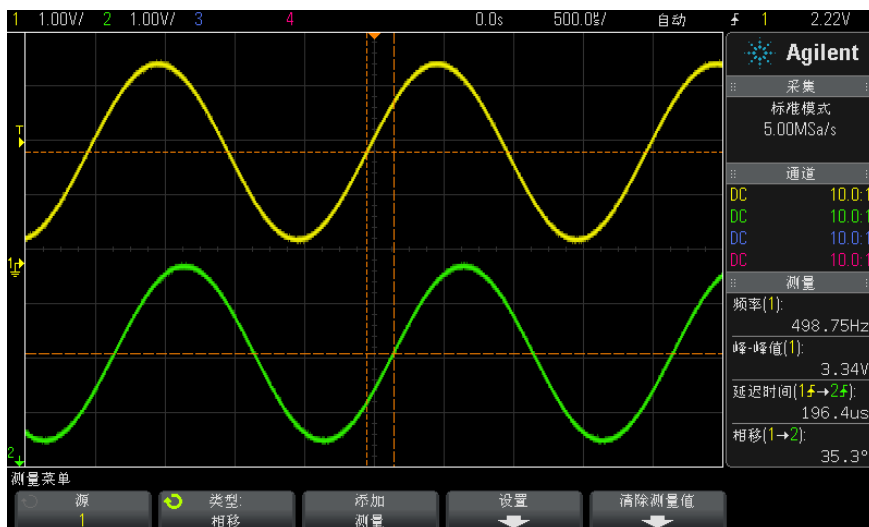 1 1.00V/ 2 1.00V/ 3 4 0.0s 500.0㎲/ 自动 1 2.22V
Agilent
采集
标准模式
5.00MSa/s
通道
DC 10.0:1
DC 10.0:1
DC 10.0:1
DC 10.0:1
测量
频率(1):
498.75Hz
峰-峰值(1):
3.34V
延迟时间(1→2):
196.4us
相移(1→2):
35.3°
T
1
2
测量菜单
源 类型: 添加 设置 清除测量值
1 相移 测量